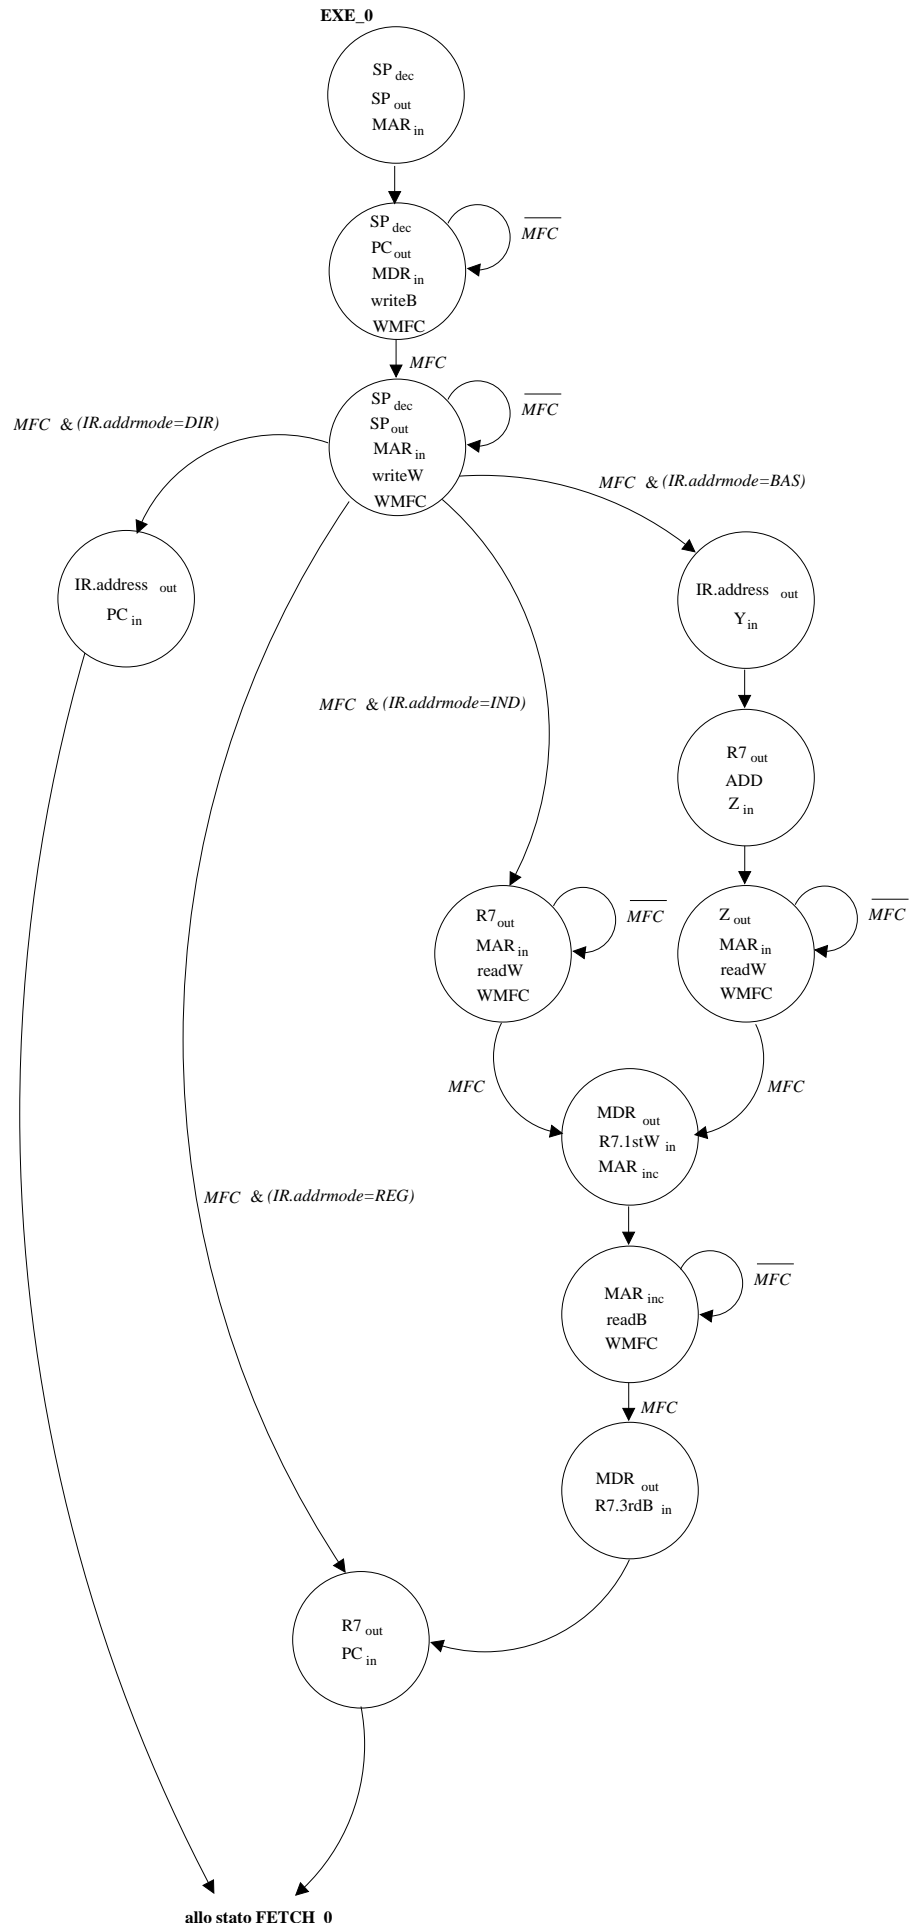 EXE_0
SP dec
SP out
MAR in
SP dec
PC out
MDR in
writeB
WMFC
MFC
MFC
SP dec
SP out
MAR in
writeW
WMFC
MFC
MFC & (IR.addrmode=DIR)
MFC & (IR.addrmode=BAS)
IR.address out
PC in
IR.address out
Y in
MFC & (IR.addrmode=IND)
R7 out
ADD
Z in
R7 out
MAR in
readW
WMFC
MFC
Z out
MAR in
readW
WMFC
MFC
MFC
MFC
MDR out
R7.1stW in
MAR inc
MFC & (IR.addrmode=REG)
MAR inc
readB
WMFC
MFC
MFC
MDR out
R7.3rdB in
R7 out
PC in
allo stato FETCH_0